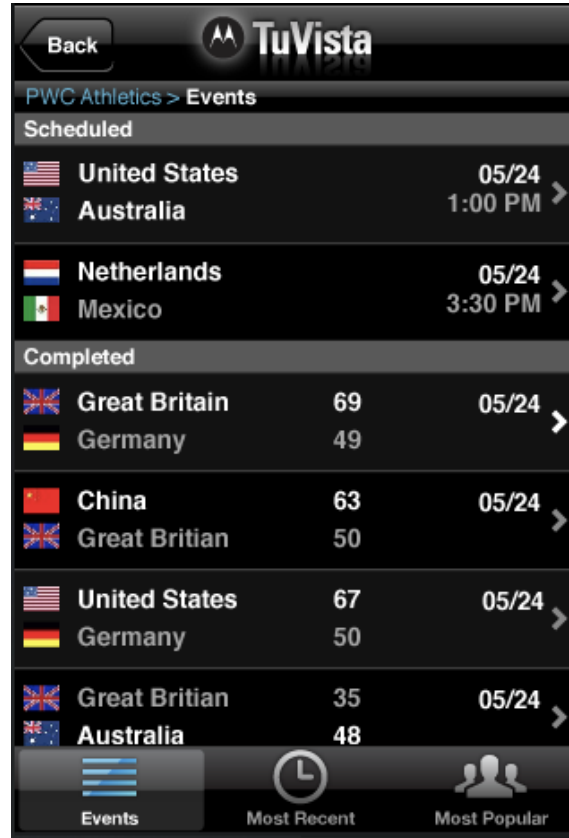 Back
TuVista
PWC Athletics > Events
Scheduled
United States 05/24
Australia 1:00 PM
Netherlands 05/24
Mexico 3:30 PM
Completed
Great Britain 69 05/24
Germany 49
China 63 05/24
Great Britian 50
United States 67 05/24
Germany 50
Great Britian 35 05/24
Australia 48
Events Most Recent Most Popular